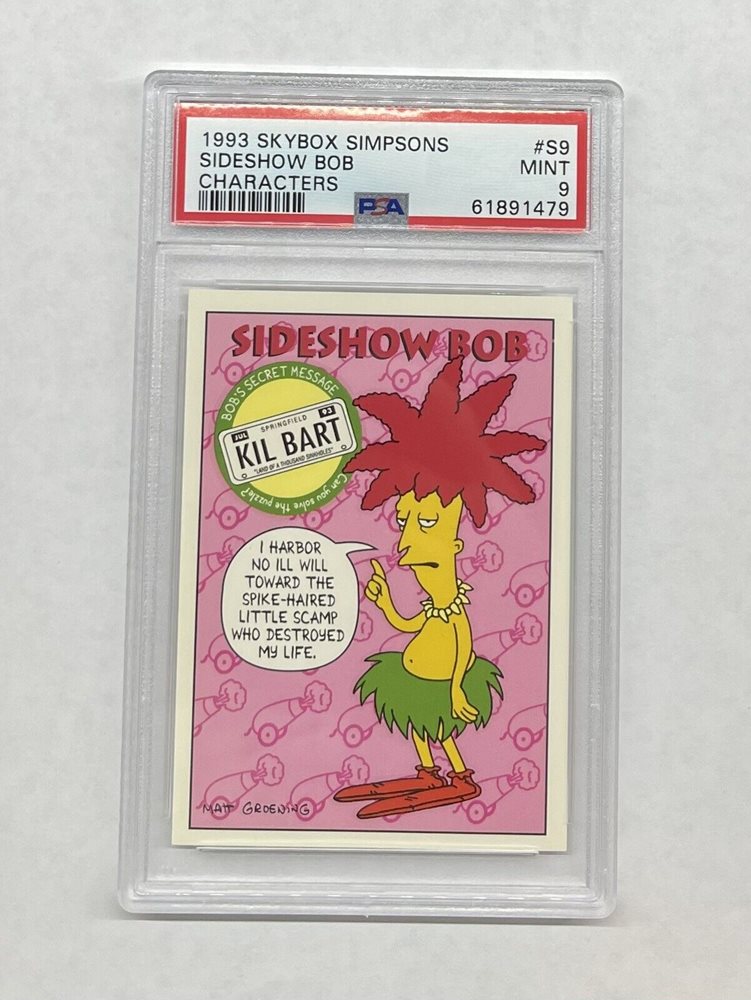 1993 SKYBOX SIMPSONS #S9
SIDESHOW BOB MINT
CHARACTERS 9
PSA 61891479
SIDESHOW BOB
BOB'S SECRET MESSAGE
JUL SPRINGFIELD 93
KIL BART
"LAND OF A THOUSAND SINKHOLES"
Can you solve the puzzle?
I HARBOR
NO ILL WILL
TOWARD THE
SPIKE-HAIRED
LITTLE SCAMP
WHO DESTROYED
MY LIFE.
MATT GROENING